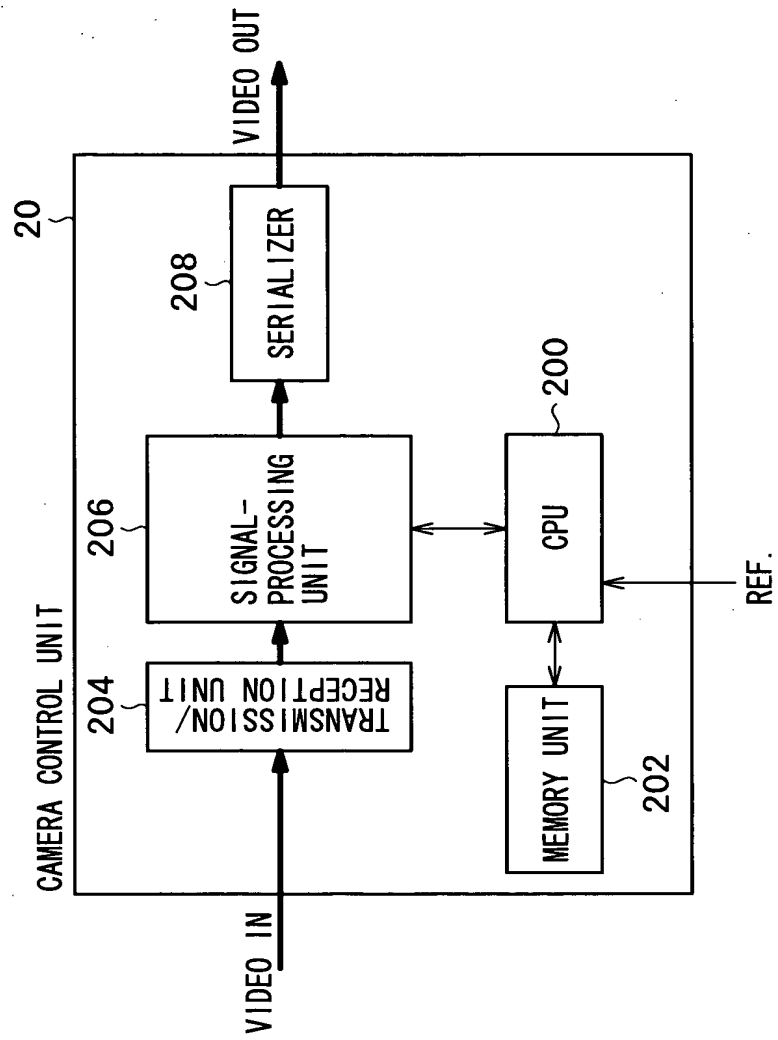 CAMERA CONTROL UNIT
20
VIDEO IN
204
TRANSMISSION/
RECEPTION UNIT
206
SIGNAL-
PROCESSING
UNIT
208
SERIALIZER
VIDEO OUT
MEMORY UNIT
202
CPU
200
REF.